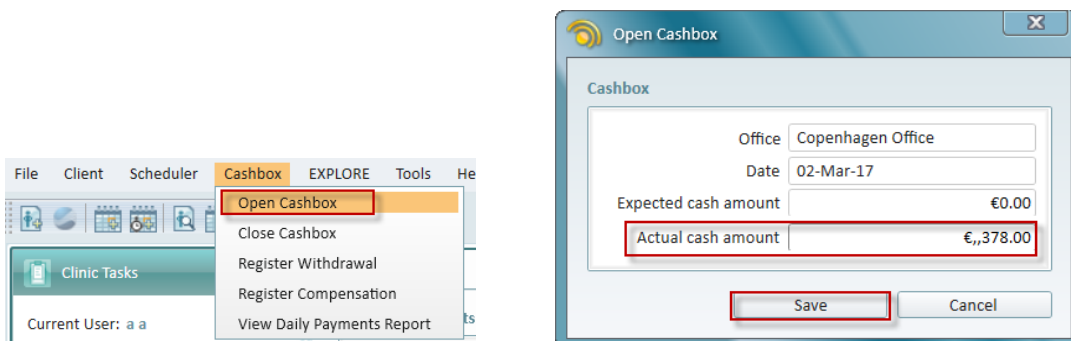 File Client Scheduler Cashbox EXPLORE Tools He
Open Cashbox
Close Cashbox
Register Withdrawal
Register Compensation
View Daily Payments Report
Clinic Tasks
Current User: a a
ts
Open Cashbox
Cashbox
Office Copenhagen Office
Date 02-Mar-17
Expected cash amount €0.00
Actual cash amount €,,378.00
Save Cancel